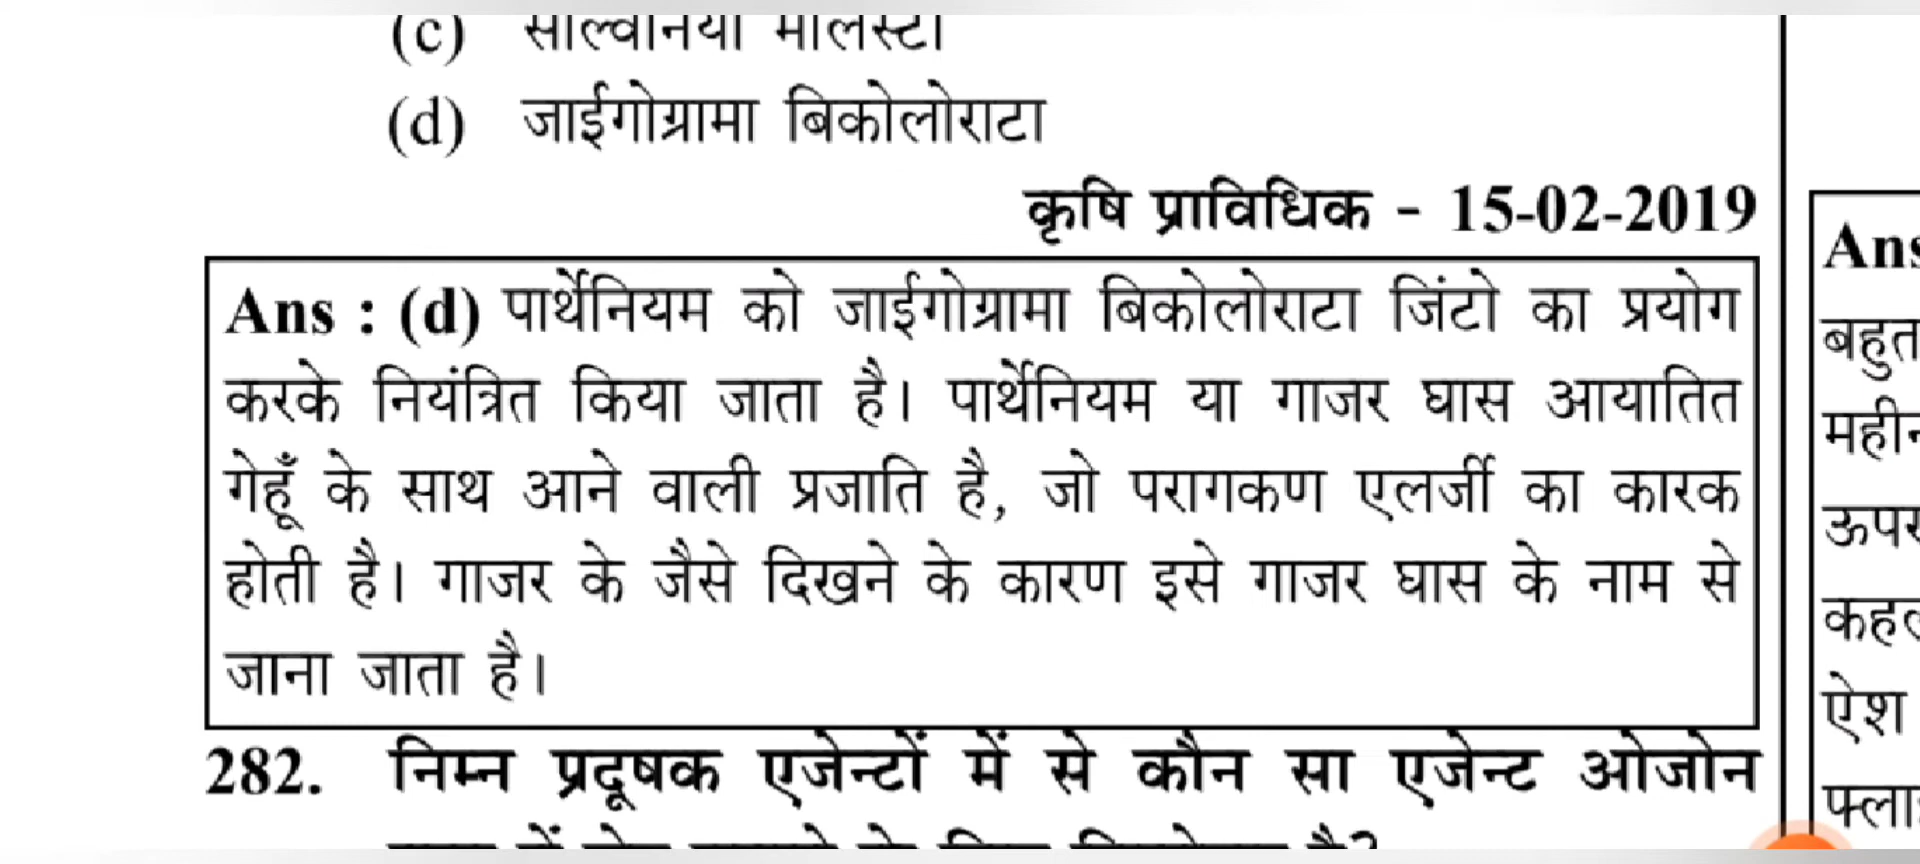 (c) साल्वीनिया मोलेस्टा
(d) जाईगोग्रामा बिकोलोराटा
कृषि प्राविधिक - 15-02-2019
Ans : (d) पार्थेनियम को जाईगोग्रामा बिकोलोराटा जिंटो का प्रयोग
करके नियंत्रित किया जाता है। पार्थेनियम या गाजर घास आयातित
गेहूँ के साथ आने वाली प्रजाति है, जो परागकण एलर्जी का कारक
होती है। गाजर के जैसे दिखने के कारण इसे गाजर घास के नाम से
जाना जाता है।
282. निम्न प्रदूषक एजेन्टों में से कौन सा एजेन्ट ओजोन
Ans
बहुत
ऐश